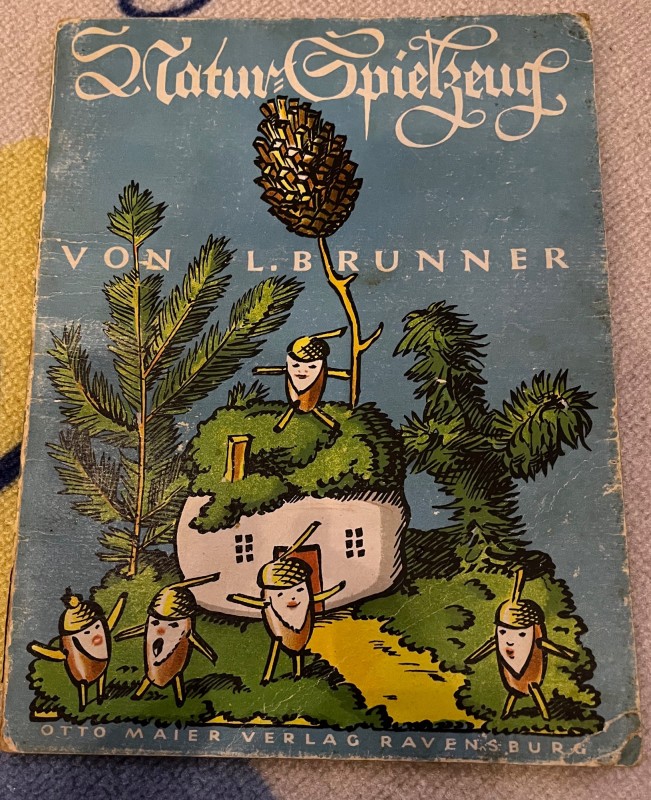 Natur-Spielzeug
VON L. BRUNNER
OTTO MAIER VERLAG RAVENSBURG